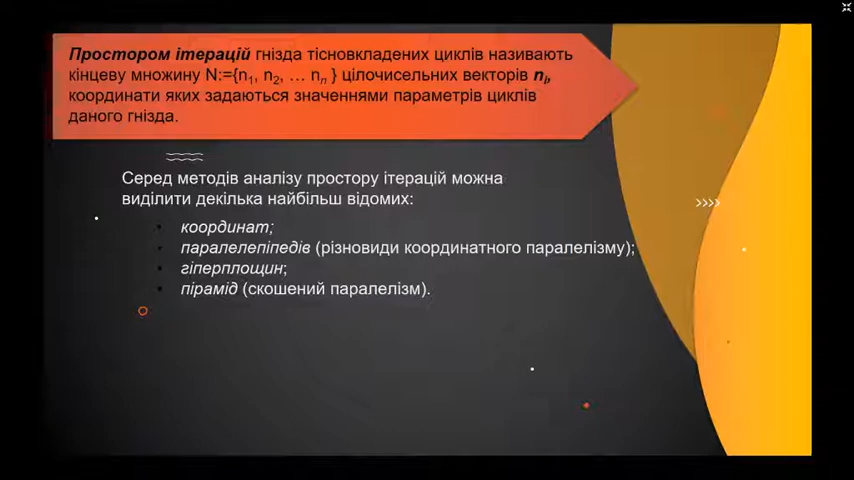 Простором ітерацій гнізда тісновкладених циклів називають
кінцеву множину N:={n1, n2, … nn } цілочисельних векторів ni,
координати яких задаються значеннями параметрів циклів
даного гнізда.
Серед методів аналізу простору ітерацій можна
виділити декілька найбільш відомих:
координат;
паралелепіпедів (різновиди координатного паралелізму);
гіперплощин;
пірамід (скошений паралелізм).